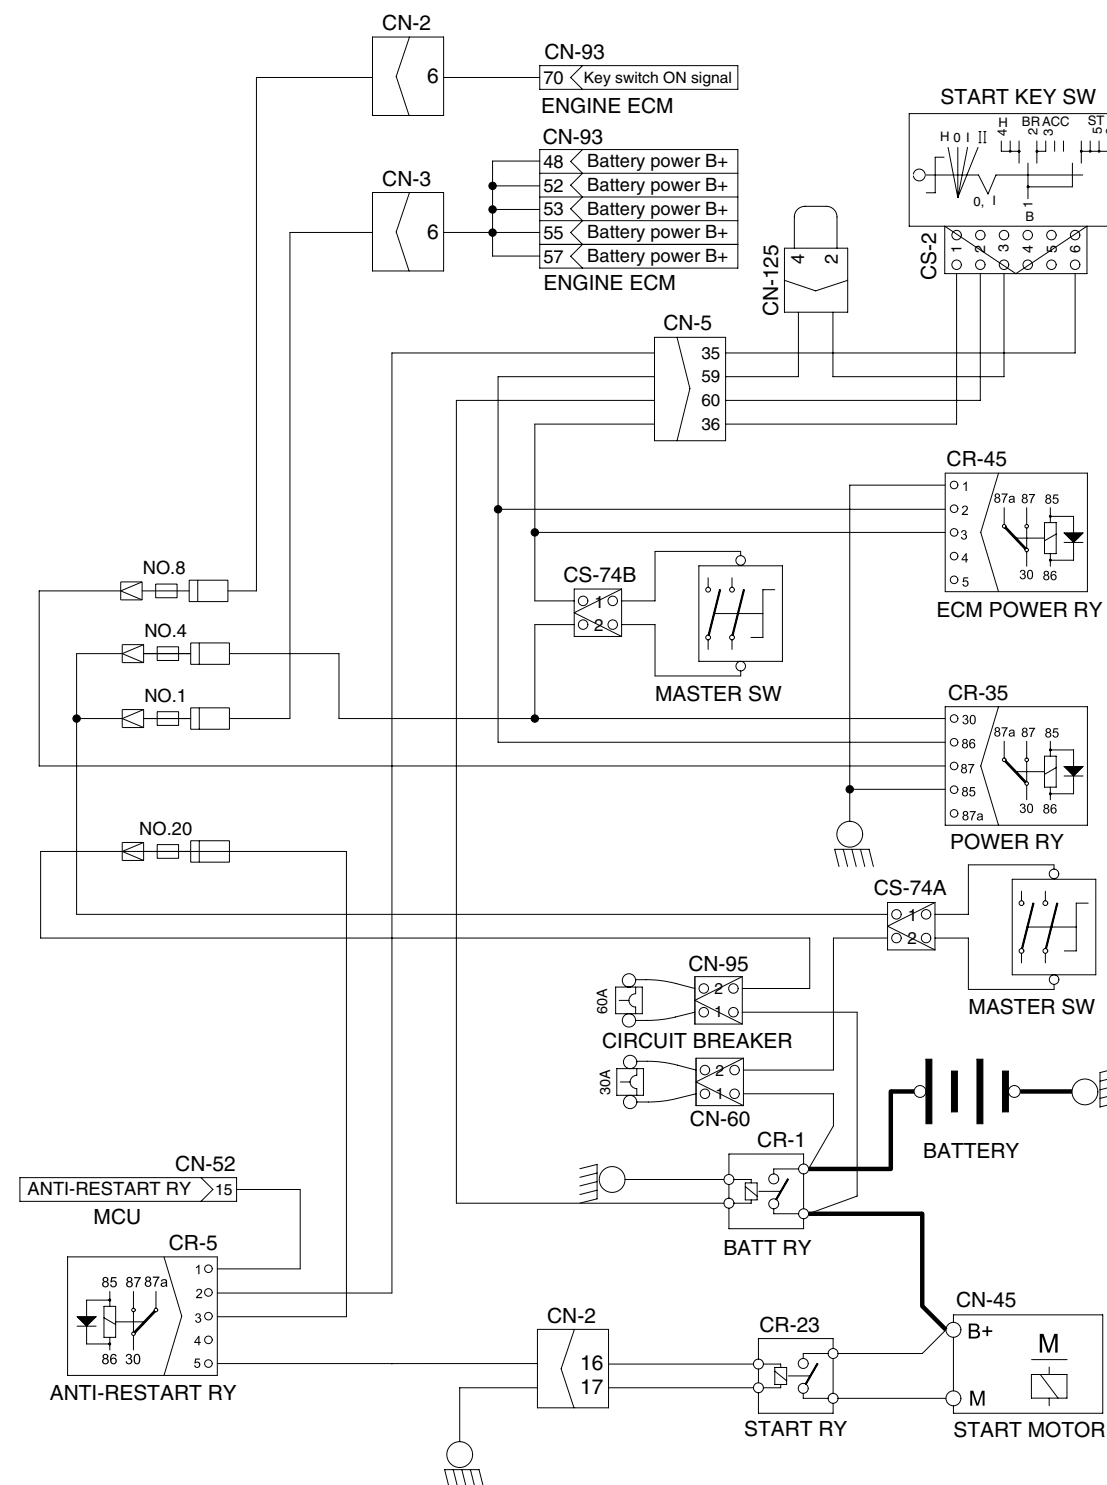 CN-2
6
CN-93
70 Key switch ON signal
ENGINE ECM
CN-93
48 Battery power B+
52 Battery power B+
53 Battery power B+
55 Battery power B+
57 Battery power B+
ENGINE ECM
CN-3
6
START KEY SW
H 0 I II
4 H
BR ACC
2 3
ST
5
0, I
1
B
CS-2
1 2 3 4 5 6
CN-125
4 2
CN-5
35
59
60
36
CR-45
1
2
3
4
5
87a 87 85
30 86
ECM POWER RY
NO.8
CS-74B
1
2
MASTER SW
NO.4
NO.1
CR-35
30
86
87
85
87a
87a 87 85
30 86
POWER RY
NO.20
CS-74A
1
2
MASTER SW
CN-95
60A
2
1
CIRCUIT BREAKER
30A
2
1
CN-60
BATTERY
CR-1
BATT RY
CN-52
ANTI-RESTART RY 15
MCU
CR-5
1
2
3
4
5
85 87 87a
86 30
ANTI-RESTART RY
CN-2
16
17
CR-23
START RY
CN-45
B+
M
M
START MOTOR